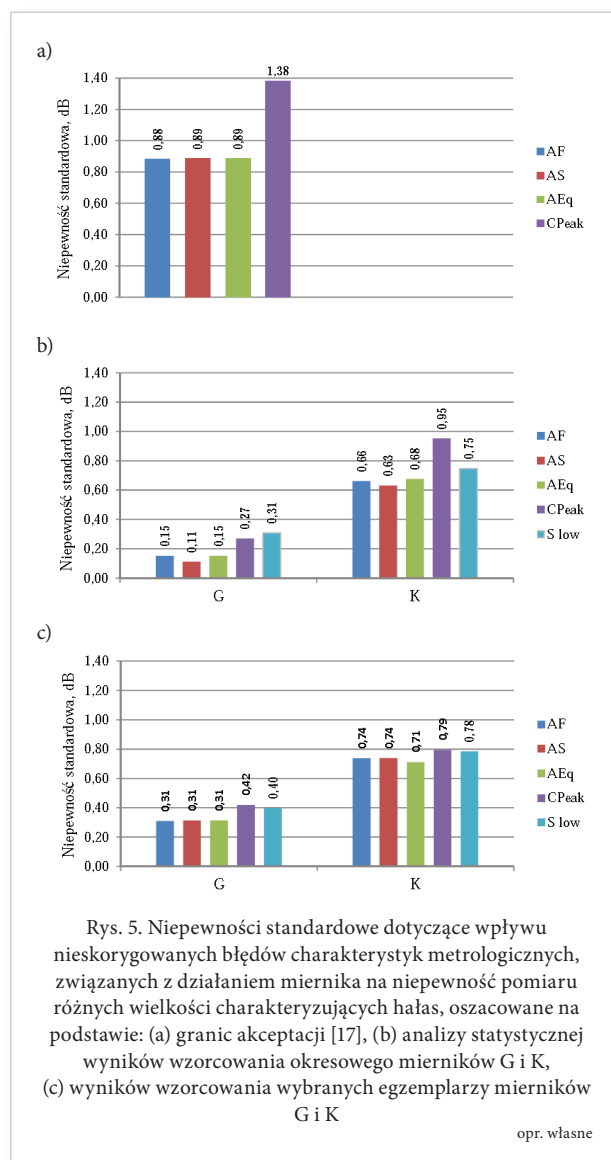 a)
1,38
1,40
1,20
1,00
0,80
0,60
0,40
0,20
0,00
Niepewność standardowa, dB
0,88
0,89
0,89
AF
AS
AEq
CPeak
b)
1,40
1,20
1,00
0,80
0,60
0,40
0,20
0,00
Niepewność standardowa, dB
0,15
0,11
0,15
0,27
0,31
0,66
0,63
0,68
0,95
0,75
G
K
AF
AS
AEq
CPeak
S low
c)
1,40
1,20
1,00
0,80
0,60
0,40
0,20
0,00
Niepewność standardowa, dB
0,31
0,31
0,31
0,42
0,40
0,74
0,74
0,71
0,79
0,78
G
K
AF
AS
AEq
CPeak
S low
Rys. 5. Niepewności standardowe dotyczące wpływu
nieskorygowanych błędów charakterystyk metrologicznych,
związanych z działaniem miernika na niepewność pomiaru
różnych wielkości charakteryzujących hałas, oszacowane na
podstawie: (a) granic akceptacji [17], (b) analizy statystycznej
wyników wzorcowania okresowego mierników G i K,
(c) wyników wzorcowania wybranych egzemplarzy mierników
G i K
opr. własne